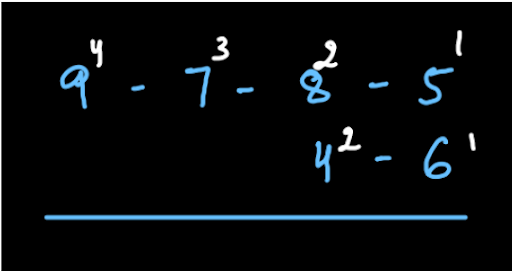 9⁴ - 7³ - 8² - 5¹
4² - 6¹